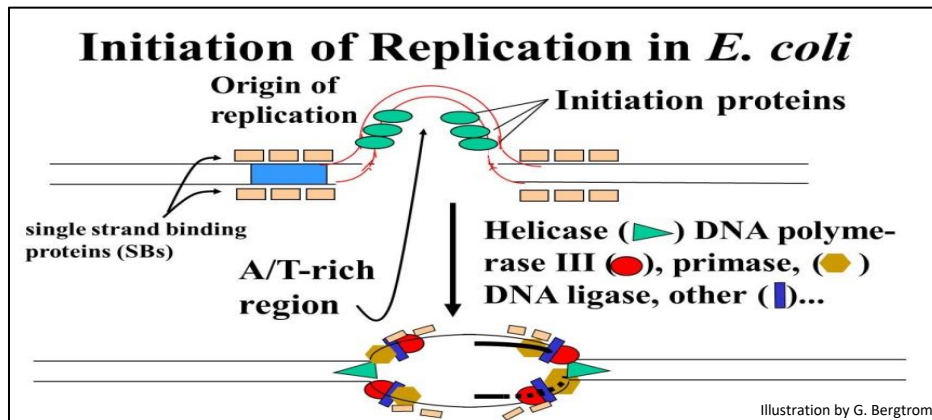 Initiation of Replication in E. coli
Origin of
replication
Initiation proteins
single strand binding
proteins (SBs)
A/T-rich
region
Helicase ( ) DNA polyme-
rase III ( ), primase, ( )
DNA ligase, other ( )...
Illustration by G. Bergtrom